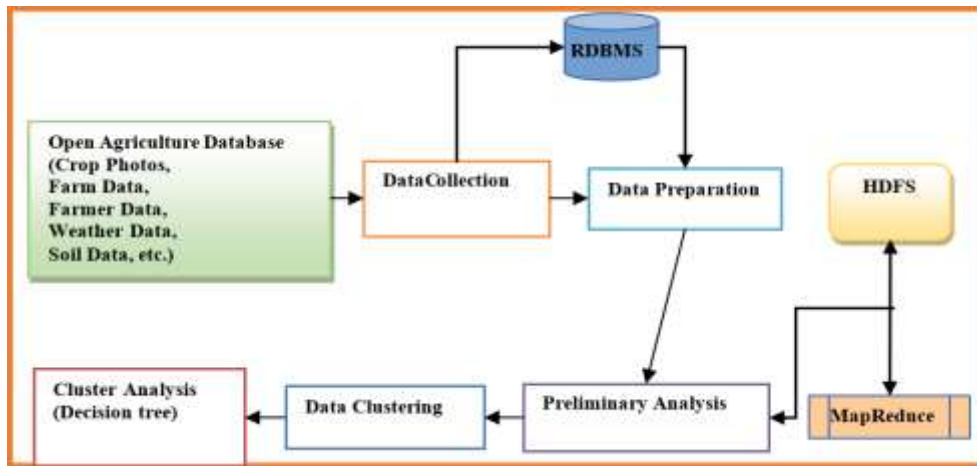 RDBMS
Open Agriculture Database
(Crop Photos,
Farm Data,
Farmer Data,
Weather Data,
Soil Data, etc.)
DataCollection
Data Preparation
HDFS
Cluster Analysis
(Decision tree)
Data Clustering
Preliminary Analysis
MapReduce